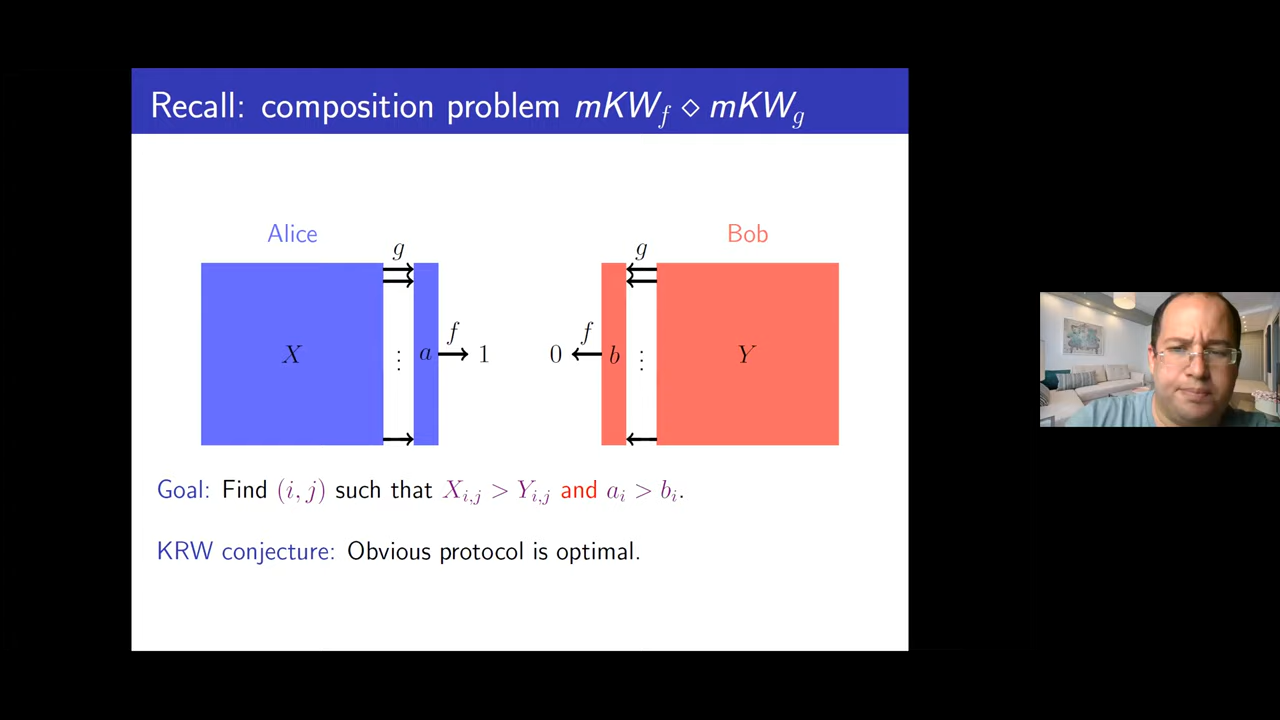 Recall: composition problem mKW_f ⋄ mKW_g
Alice
Bob
g
g
X
⋮
a
f
1
0
f
b
⋮
Y
Goal: Find (i, j) such that X_{i,j} > Y_{i,j} and a_i > b_i.
KRW conjecture: Obvious protocol is optimal.